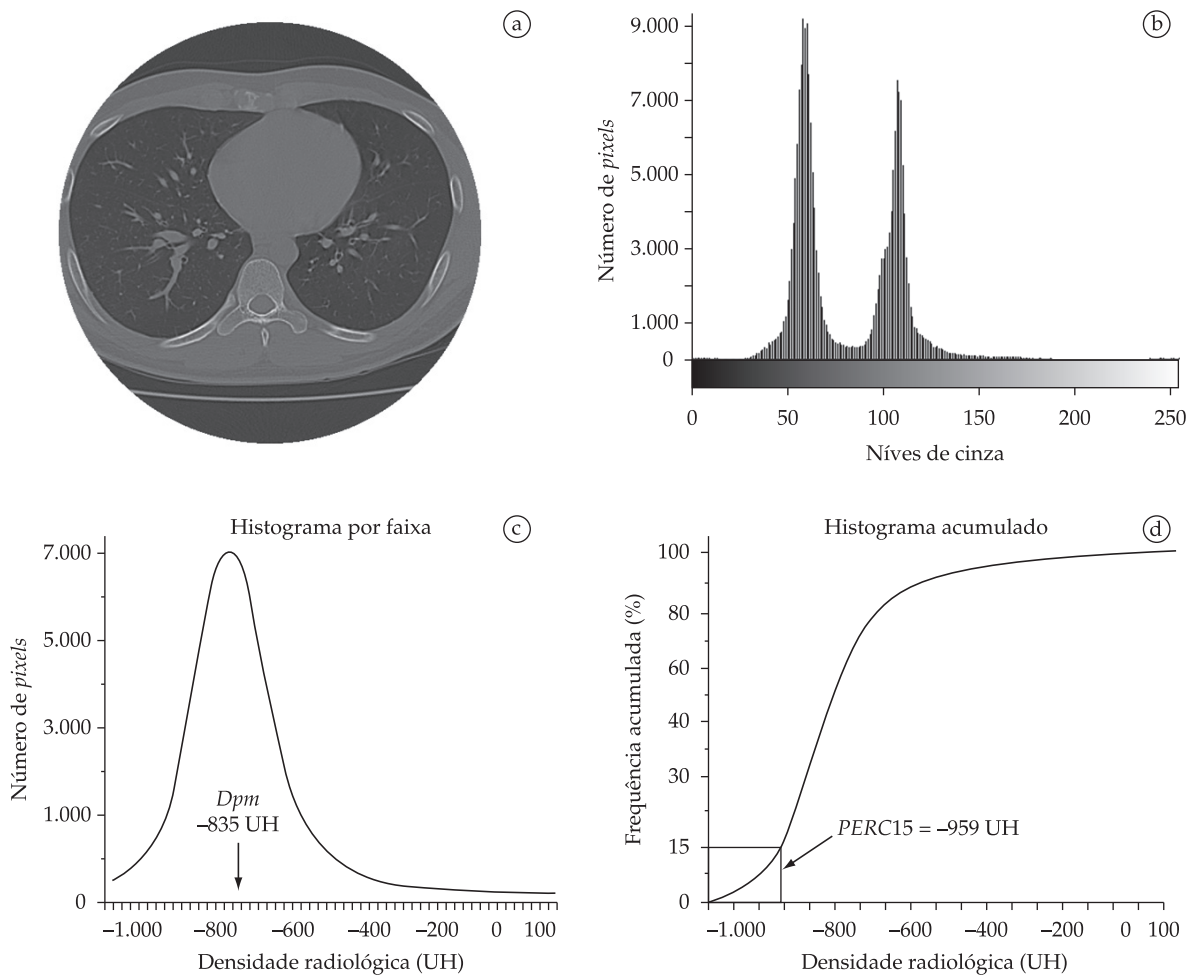 a
b
9.000
7.000
5.000
3.000
1.000
0
Número de pixels
0 50 100 150 200 250
Níves de cinza
Histograma por faixa
c
7.000
5.000
3.000
1.000
0
Número de pixels
Dpm
–835 UH
–1.000 –800 –600 –400 –200 0 100
Densidade radiológica (UH)
Histograma acumulado
d
100
80
60
40
30
15
0
Frequência acumulada (%)
PERC15 = –959 UH
–1.000 –800 –600 –400 –200 0 100
Densidade radiológica (UH)